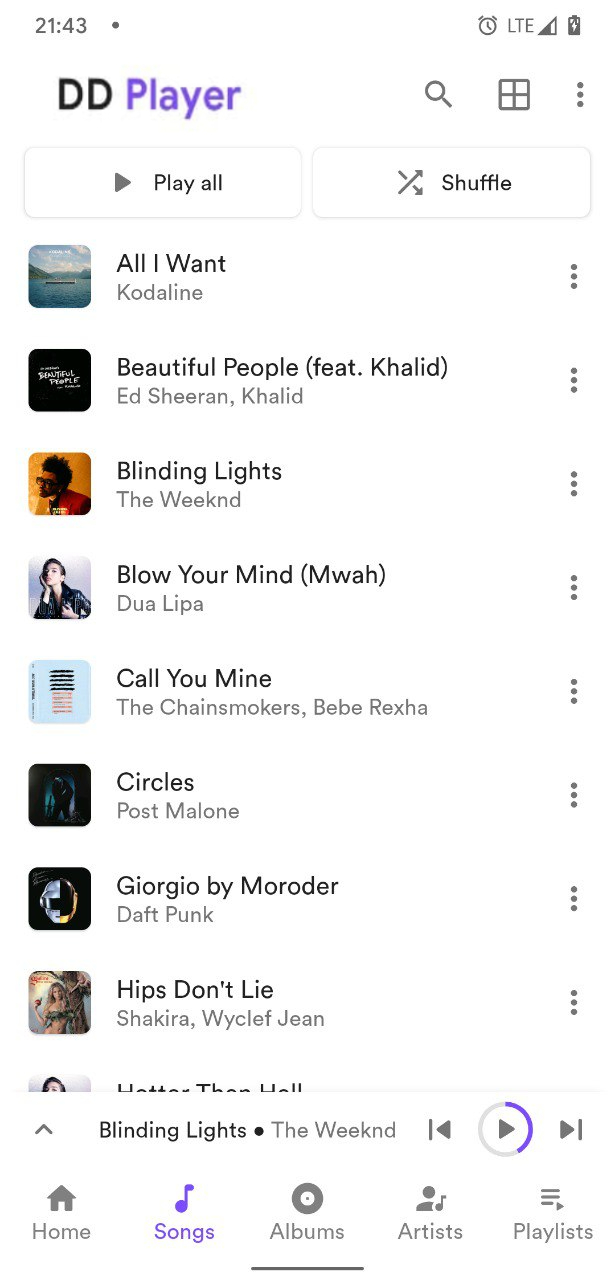 21:43
LTE
DD Player
Play all
Shuffle
All I Want
Kodaline
Beautiful People (feat. Khalid)
Ed Sheeran, Khalid
Blinding Lights
The Weeknd
Blow Your Mind (Mwah)
Dua Lipa
Call You Mine
The Chainsmokers, Bebe Rexha
Circles
Post Malone
Giorgio by Moroder
Daft Punk
Hips Don't Lie
Shakira, Wyclef Jean
Hotter Than Hell
Blinding Lights • The Weeknd
Home
Songs
Albums
Artists
Playlists